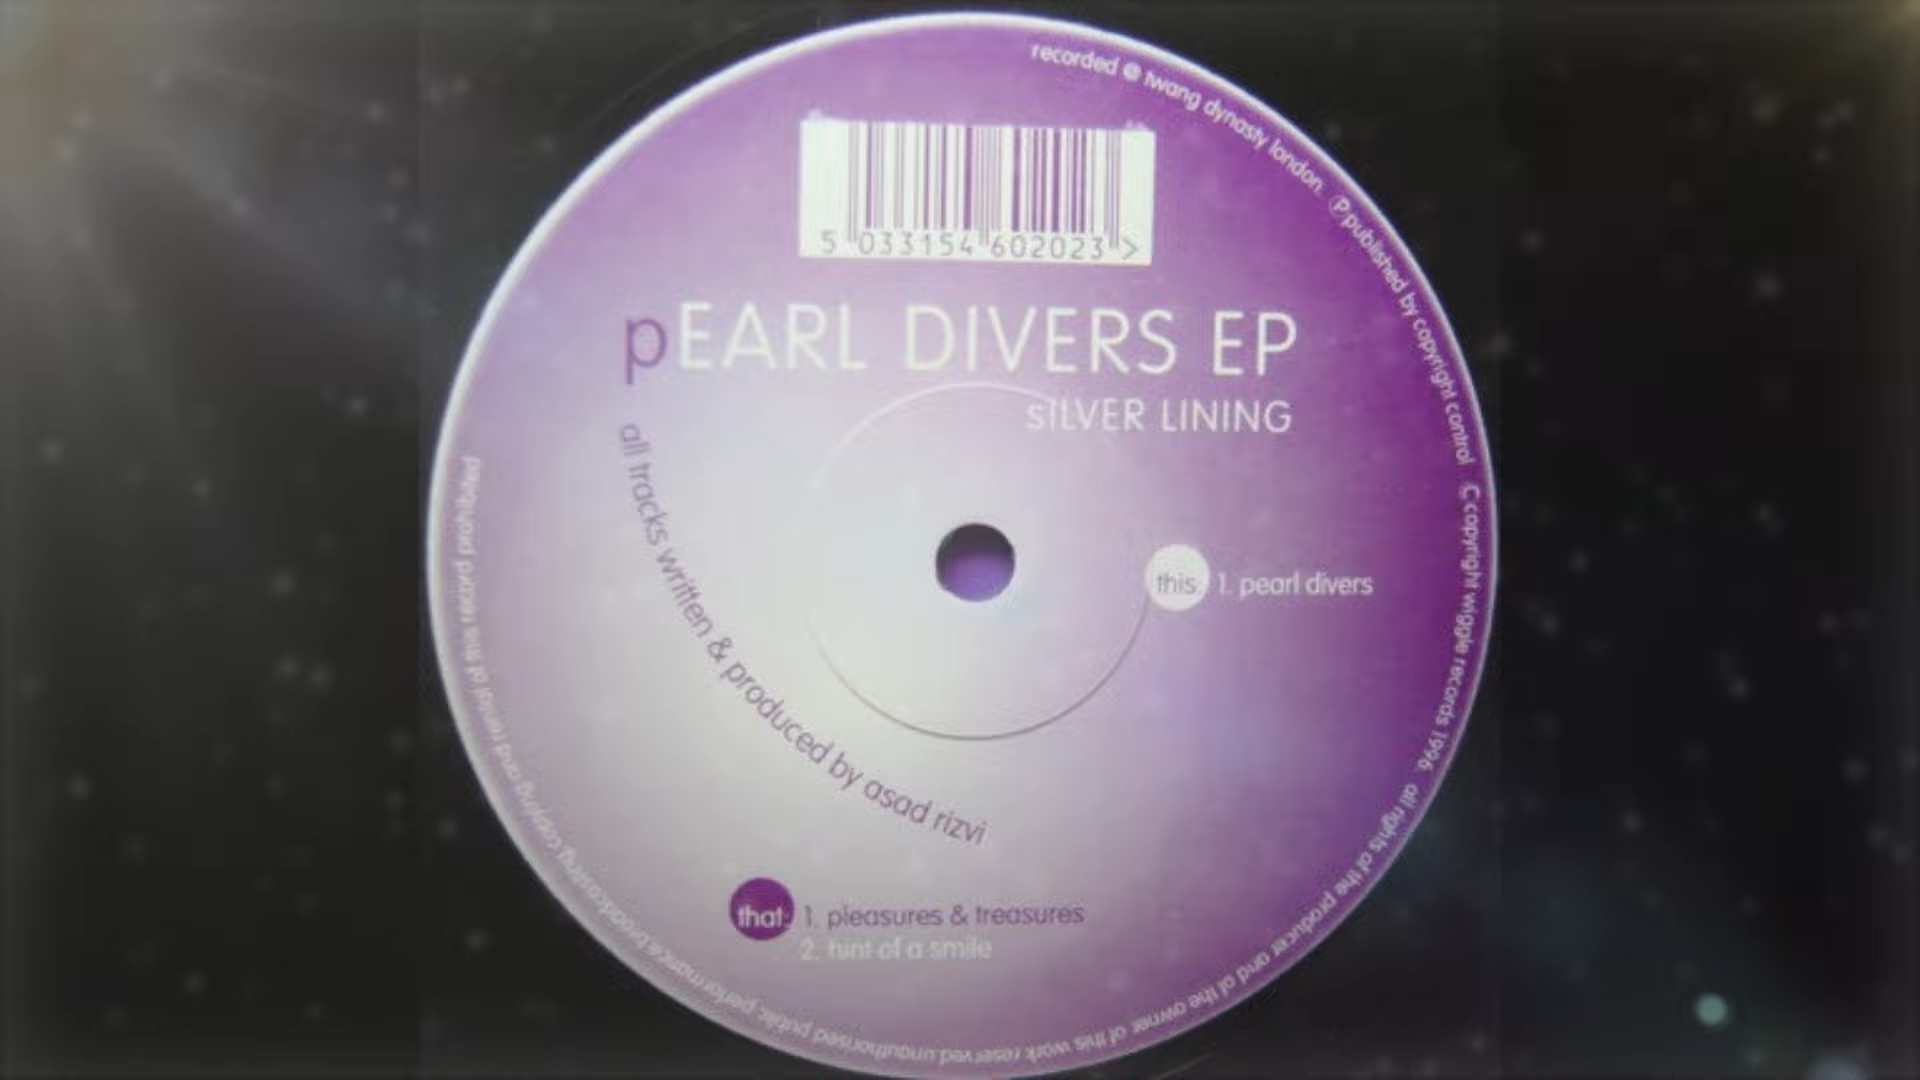 recorded @ twang dynasty london. Ⓟ published by copyright control © copyright wiggle records 1996. all rights of the producer and of the owner of this work reserved.unauthorised public performance broadcasting,copying and rental of this record prohibited
5 033154 602023 >
pEARL DIVERS EP
sILVER LINING
all tracks written & produced by asad rizvi
this: 1. pearl divers
that: 1. pleasures & treasures
2. hint of a smile